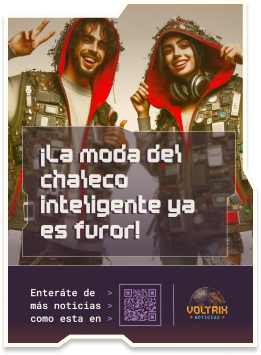 ¡La moda del
chaleco
inteligente ya
es furor!
Enteráte de >
más noticias >
como esta en >
VOLTRIX
NOTICIAS